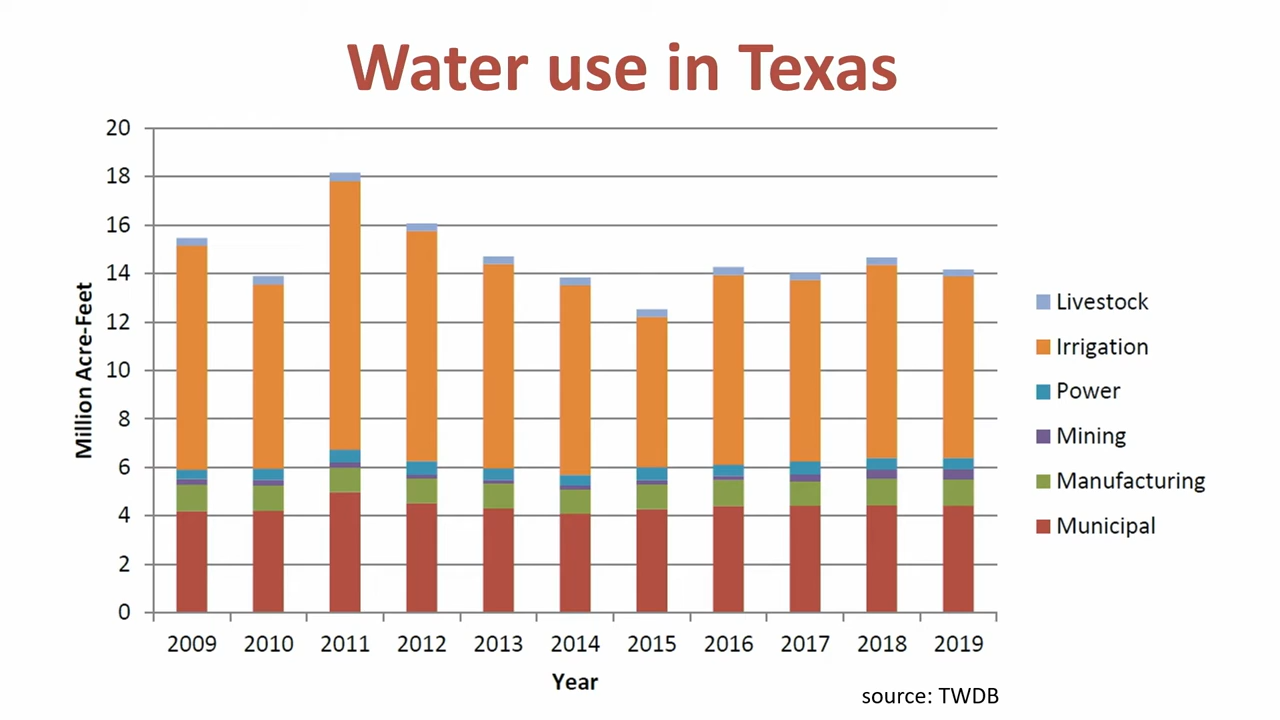 Water use in Texas
20
18
16
14
12
10
8
6
4
2
0
Million Acre-Feet
2009 2010 2011 2012 2013 2014 2015 2016 2017 2018 2019
Year
Livestock
Irrigation
Power
Mining
Manufacturing
Municipal
source: TWDB